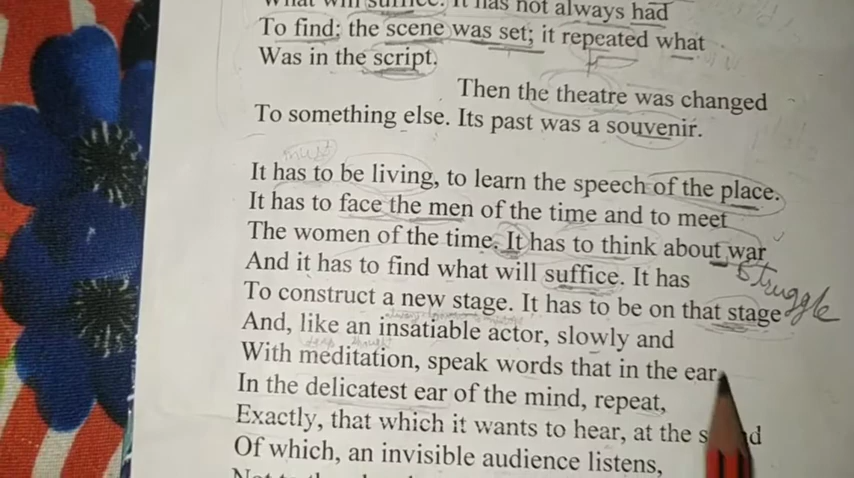 What will suffice. It has not always had
To find: the scene was set; it repeated what
Was in the script.
Then the theatre was changed
To something else. Its past was a souvenir.
must
It has to be living, to learn the speech of the place.
It has to face the men of the time and to meet
The women of the time. It has to think about war
And it has to find what will suffice. It has
struggle
To construct a new stage. It has to be on that stage
And, like an insatiable actor, slowly and
deep thought
With meditation, speak words that in the ear,
In the delicatest ear of the mind, repeat,
Exactly, that which it wants to hear, at the
Of which, an invisible audience listens,